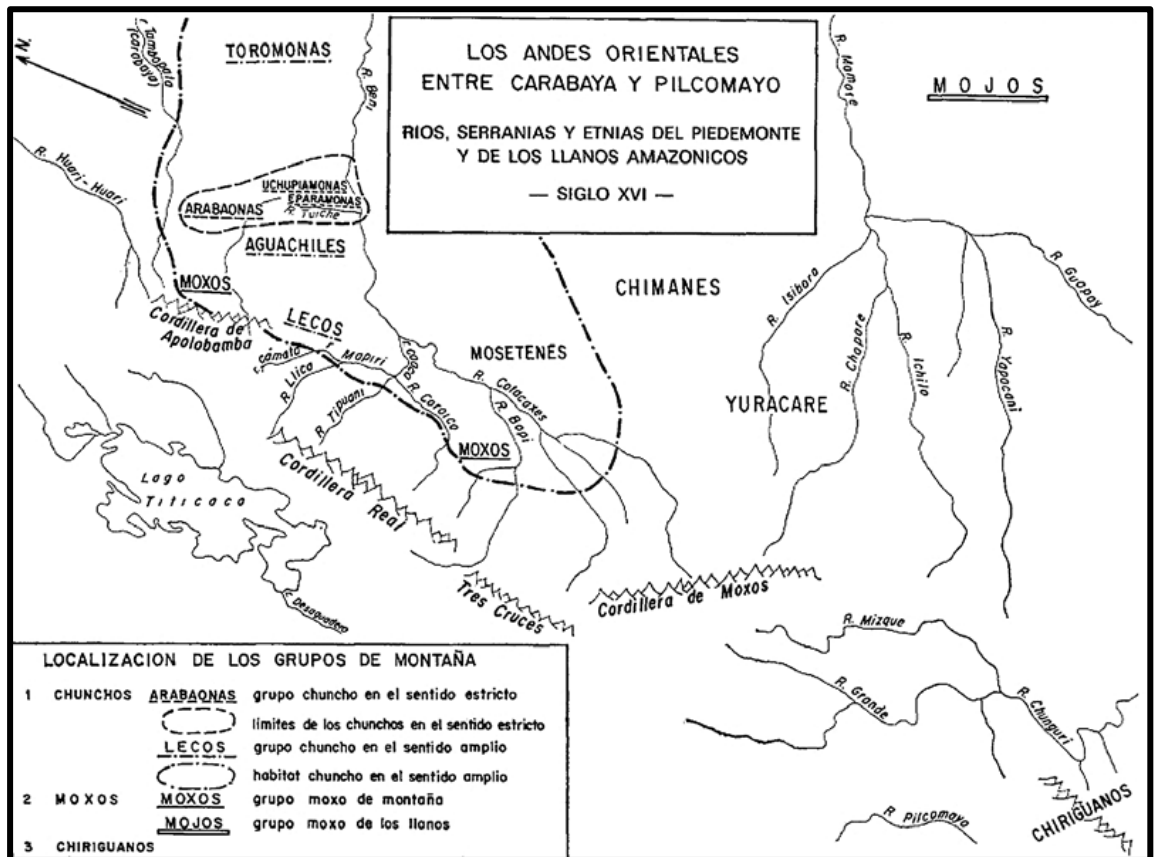 N.
Tambopata
(Carabaya)
TOROMONAS
R. Beni
LOS ANDES ORIENTALES
ENTRE CARABAYA Y PILCOMAYO
RIOS, SERRANIAS Y ETNIAS DEL PIEDEMONTE
Y DE LOS LLANOS AMAZONICOS
— SIGLO XVI —
R. Mamore
MOJOS
R. Huari-Huari
UCHUPIAMONAS
EPARAMONAS
ARABAONAS
R. Tuiche
AGUACHILES
MOXOS
CHIMANES
R. Isiboro
R. Guapay
Cordillera de
Apolobamba
LECOS
R. Chapare
R. Ichilo
R. Yapacani
Camata
Mapiri
R. Llica
R. Tipuani
R. Caroico
MOSETENES
R. Cotacaxes
R. Bopi
YURACARE
MOXOS
Lago
Titicaca
Cordillera Real
Desaguadero
Tres Cruces
Cordillera de Moxos
R. Mizque
R. Grande
R. Chunguri
R. Pilcomayo
CHIRIGUANOS
LOCALIZACION DE LOS GRUPOS DE MONTAÑA
1 CHUNCHOS ARABAONAS grupo chuncho en el sentido estricto
límites de los chunchos en el sentido estricto
LECOS grupo chuncho en el sentido amplio
habitat chuncho en el sentido amplio
2 MOXOS MOXOS grupo moxo de montaña
MOJOS grupo moxo de los llanos
3 CHIRIGUANOS